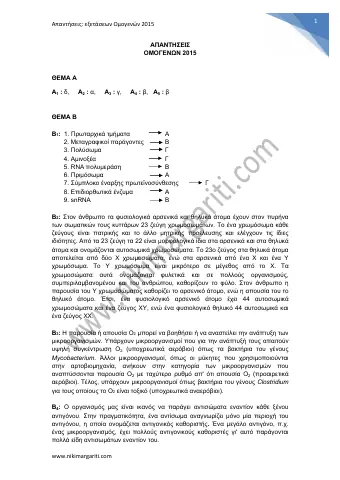 Απαντήσεις: εξετάσεων Ομογενών 2015
1
ΑΠΑΝΤΗΣΕΙΣ
ΟΜΟΓΕΝΩΝ 2015
ΘΕΜΑ Α
Α₁ : δ, Α₂ : α, Α₃ : γ, Α₄ : β, Α₅ : β
ΘΕΜΑ Β
Β₁: 1. Πρωταρχικά τμήματα → Α
2. Μεταγραφικοί παράγοντες → Β
3. Πολύσωμα → Γ
4. Αμινοξέα → Γ
5. RNA πολυμεράση → Β
6. Πριμόσωμα → Α
7. Σύμπλοκο έναρξης πρωτεϊνοσύνθεσης → Γ
8. Επιδιορθωτικά ένζυμα → Α
9. snRNA → Β
Β₂: Στον άνθρωπο τα φυσιολογικά αρσενικά και θηλυκά άτομα έχουν στον πυρήνα
των σωματικών τους κυττάρων 23 ζεύγη χρωμοσωμάτων. Το ένα χρωμόσωμα κάθε
ζεύγους είναι πατρικής και το άλλο μητρικής προέλευσης και ελέγχουν τις ίδιες
ιδιότητες. Από τα 23 ζεύγη τα 22 είναι μορφολογικά ίδια στα αρσενικά και στα θηλυκά
άτομα και ονομάζονται αυτοσωμικά χρωμοσώματα. Το 23ο ζεύγος στα θηλυκά άτομα
αποτελείται από δύο Χ χρωμοσώματα, ενώ στα αρσενικά από ένα Χ και ένα Υ
χρωμόσωμα. Το Υ χρωμόσωμα είναι μικρότερο σε μέγεθος από το Χ. Τα
χρωμοσώματα αυτά ονομάζονται φυλετικά και σε πολλούς οργανισμούς,
συμπεριλαμβανομένου και του ανθρώπου, καθορίζουν το φύλο. Στον άνθρωπο η
παρουσία του Υ χρωμοσώματος καθορίζει το αρσενικό άτομο, ενώ η απουσία του το
θηλυκό άτομο. Έτσι, ένα φυσιολογικό αρσενικό άτομο έχει 44 αυτοσωμικά
χρωμοσώματα και ένα ζεύγος ΧΥ, ενώ ένα φυσιολογικό θηλυκό 44 αυτοσωμικά και
ένα ζεύγος ΧΧ.
Β₃: Η παρουσία ή απουσία Ο₂ μπορεί να βοηθήσει ή να αναστείλει την ανάπτυξη των
μικροοργανισμών. Υπάρχουν μικροοργανισμοί που για την ανάπτυξή τους απαιτούν
υψηλή συγκέντρωση Ο₂ (υποχρεωτικά αερόβιοι) όπως τα βακτήρια του γένους
Mycobacterium. Άλλοι μικροοργανισμοί, όπως οι μύκητες που χρησιμοποιούνται
στην αρτοβιομηχανία, ανήκουν στην κατηγορία των μικροοργανισμών που
αναπτύσσονται παρουσία Ο₂ με ταχύτερο ρυθμό απ' ότι απουσία Ο₂ (προαιρετικά
αερόβιοι). Τέλος, υπάρχουν μικροοργανισμοί όπως βακτήρια του γένους Clostridium
για τους οποίους το Ο₂ είναι τοξικό (υποχρεωτικά αναερόβιοι).
Β₄: Ο οργανισμός μας είναι ικανός να παράγει αντισώματα εναντίον κάθε ξένου
αντιγόνου. Στην πραγματικότητα, ένα αντίσωμα αναγνωρίζει μόνο μία περιοχή του
αντιγόνου, η οποία ονομάζεται αντιγονικός καθοριστής. Ένα μεγάλο αντιγόνο, π.χ.
ένας μικροοργανισμός, έχει πολλούς αντιγονικούς καθοριστές γι' αυτό παράγονται
πολλά είδη αντισωμάτων εναντίον του.
www.nikimargariti.com
www.nikimargariti.com